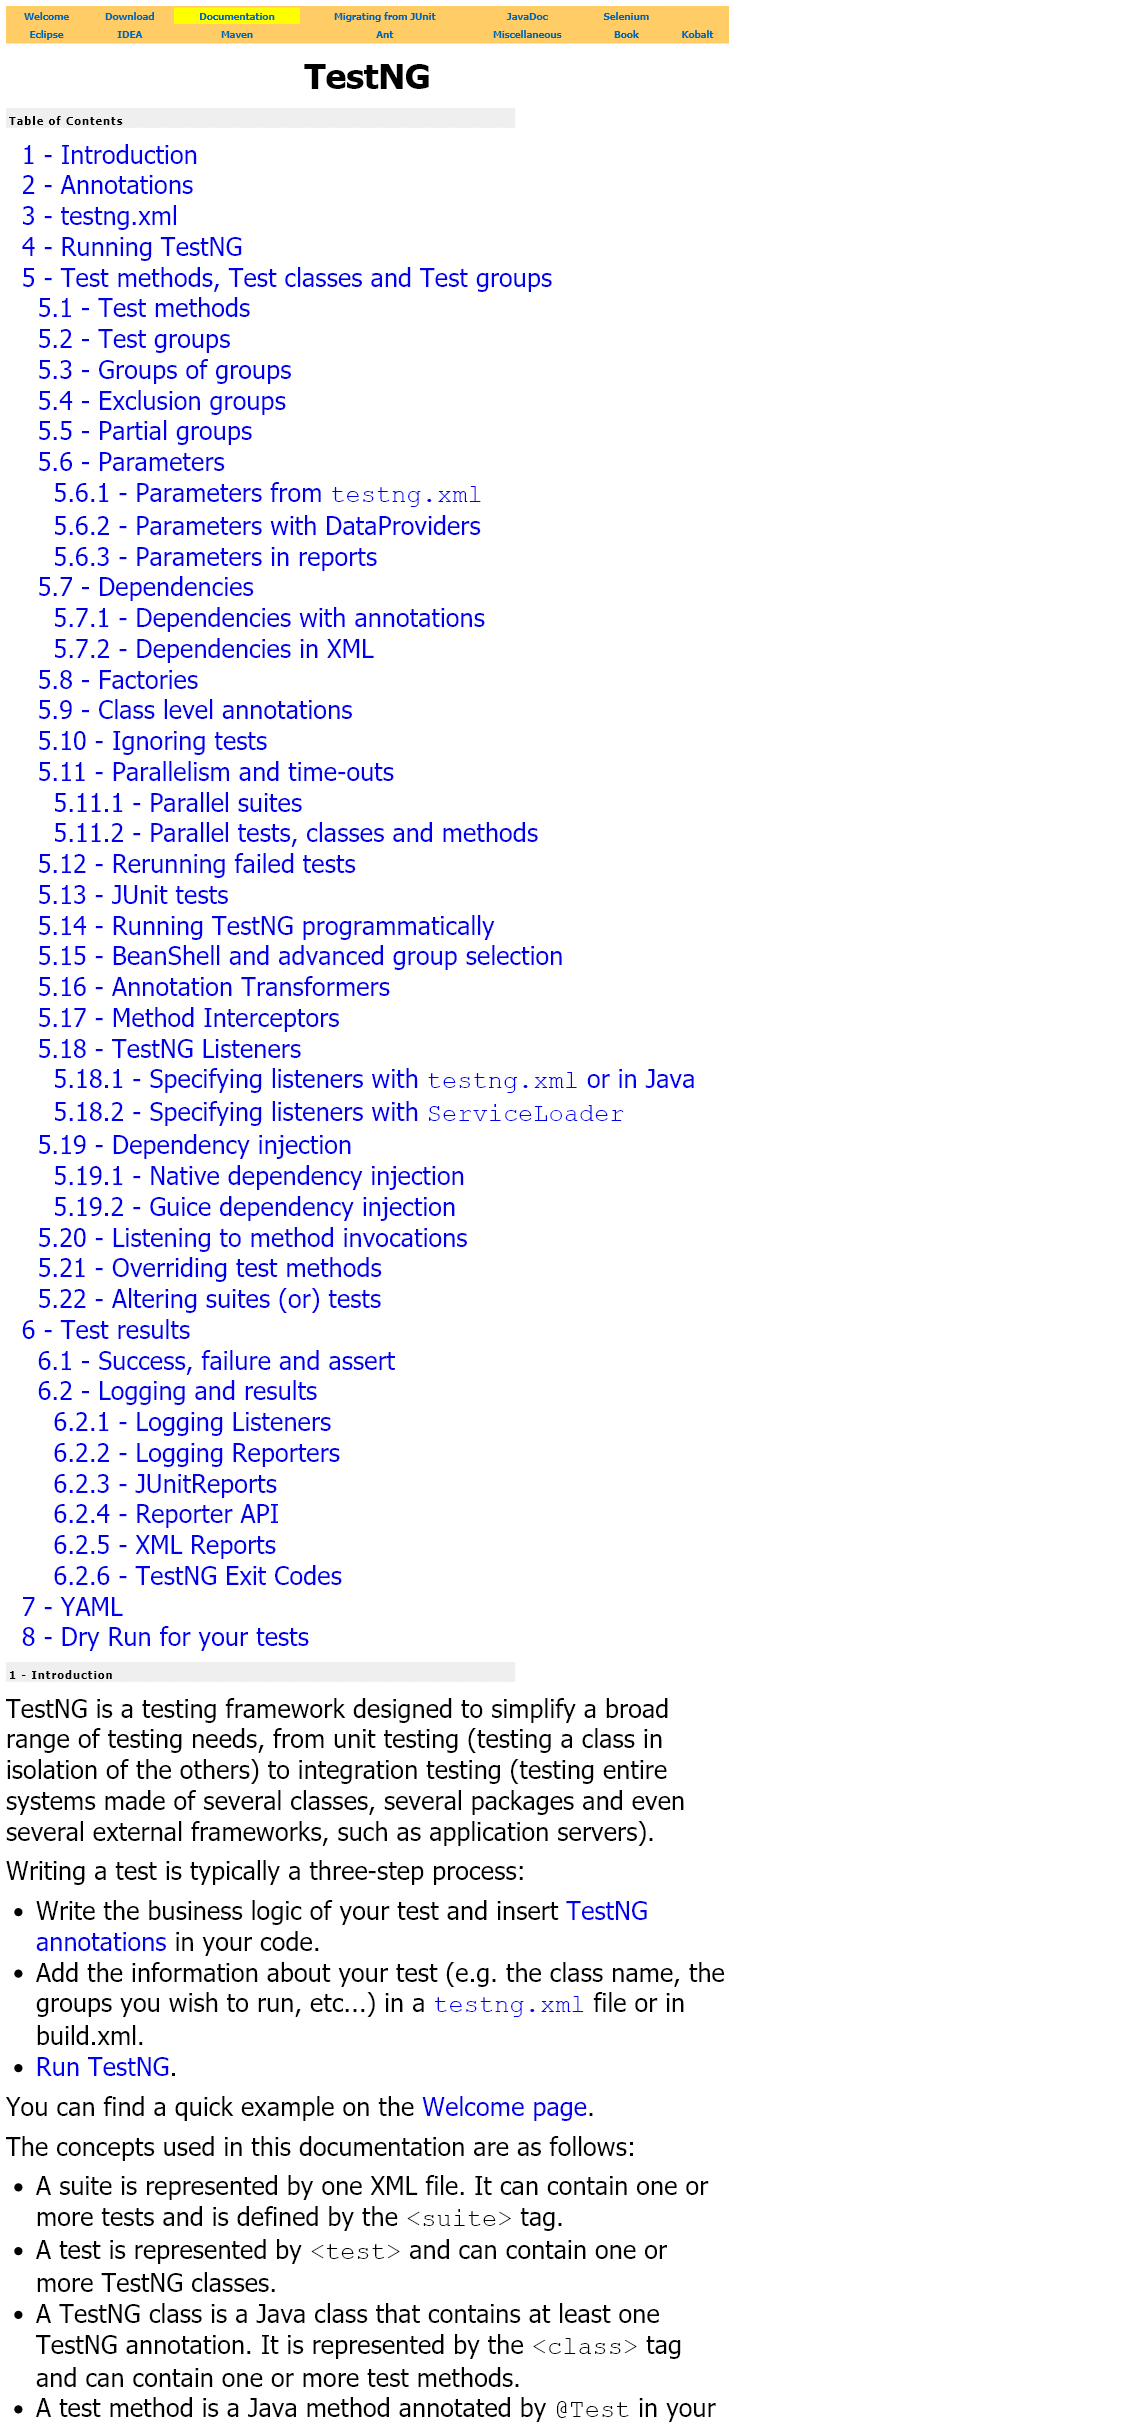 Welcome Download Documentation Migrating from JUnit JavaDoc Selenium
Eclipse IDEA Maven Ant Miscellaneous Book Kobalt
TestNG
Table of Contents
1 - Introduction
2 - Annotations
3 - testng.xml
4 - Running TestNG
5 - Test methods, Test classes and Test groups
5.1 - Test methods
5.2 - Test groups
5.3 - Groups of groups
5.4 - Exclusion groups
5.5 - Partial groups
5.6 - Parameters
5.6.1 - Parameters from testng.xml
5.6.2 - Parameters with DataProviders
5.6.3 - Parameters in reports
5.7 - Dependencies
5.7.1 - Dependencies with annotations
5.7.2 - Dependencies in XML
5.8 - Factories
5.9 - Class level annotations
5.10 - Ignoring tests
5.11 - Parallelism and time-outs
5.11.1 - Parallel suites
5.11.2 - Parallel tests, classes and methods
5.12 - Rerunning failed tests
5.13 - JUnit tests
5.14 - Running TestNG programmatically
5.15 - BeanShell and advanced group selection
5.16 - Annotation Transformers
5.17 - Method Interceptors
5.18 - TestNG Listeners
5.18.1 - Specifying listeners with testng.xml or in Java
5.18.2 - Specifying listeners with ServiceLoader
5.19 - Dependency injection
5.19.1 - Native dependency injection
5.19.2 - Guice dependency injection
5.20 - Listening to method invocations
5.21 - Overriding test methods
5.22 - Altering suites (or) tests
6 - Test results
6.1 - Success, failure and assert
6.2 - Logging and results
6.2.1 - Logging Listeners
6.2.2 - Logging Reporters
6.2.3 - JUnitReports
6.2.4 - Reporter API
6.2.5 - XML Reports
6.2.6 - TestNG Exit Codes
7 - YAML
8 - Dry Run for your tests
1 - Introduction
TestNG is a testing framework designed to simplify a broad
range of testing needs, from unit testing (testing a class in
isolation of the others) to integration testing (testing entire
systems made of several classes, several packages and even
several external frameworks, such as application servers).
Writing a test is typically a three-step process:
• Write the business logic of your test and insert TestNG
annotations in your code.
• Add the information about your test (e.g. the class name, the
groups you wish to run, etc...) in a testng.xml file or in
build.xml.
• Run TestNG.
You can find a quick example on the Welcome page.
The concepts used in this documentation are as follows:
• A suite is represented by one XML file. It can contain one or
more tests and is defined by the <suite> tag.
• A test is represented by <test> and can contain one or
more TestNG classes.
• A TestNG class is a Java class that contains at least one
TestNG annotation. It is represented by the <class> tag
and can contain one or more test methods.
• A test method is a Java method annotated by @Test in your